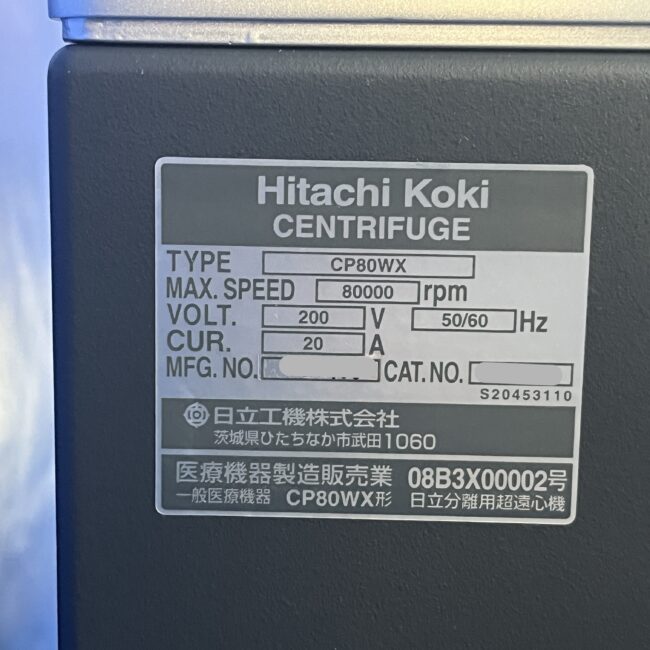 Hitachi Koki
CENTRIFUGE
TYPE CP80WX
MAX. SPEED 80000 rpm
VOLT. 200 V 50/60 Hz
CUR. 20 A
MFG. NO. CAT. NO.
S20453110
日立工機株式会社
茨城県ひたちなか市武田1060
医療機器製造販売業 08B3X00002号
一般医療機器 CP80WX形 日立分離用超遠心機